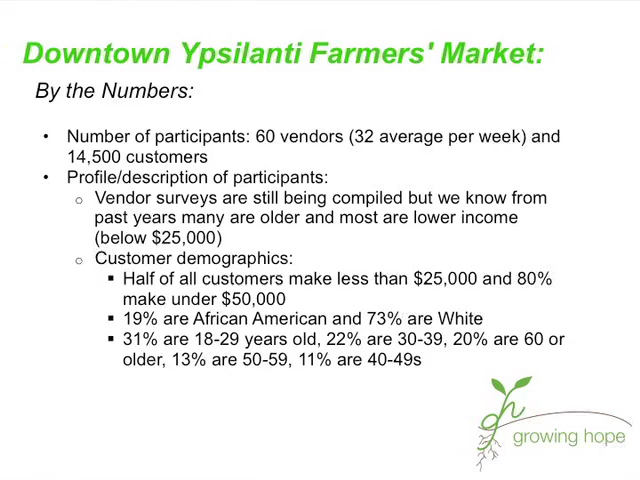 Downtown Ypsilanti Farmers' Market:
By the Numbers:
• Number of participants: 60 vendors (32 average per week) and
14,500 customers
• Profile/description of participants:
o Vendor surveys are still being compiled but we know from
past years many are older and most are lower income
(below $25,000)
o Customer demographics:
▪ Half of all customers make less than $25,000 and 80%
make under $50,000
▪ 19% are African American and 73% are White
▪ 31% are 18-29 years old, 22% are 30-39, 20% are 60 or
older, 13% are 50-59, 11% are 40-49s
gh
growing hope